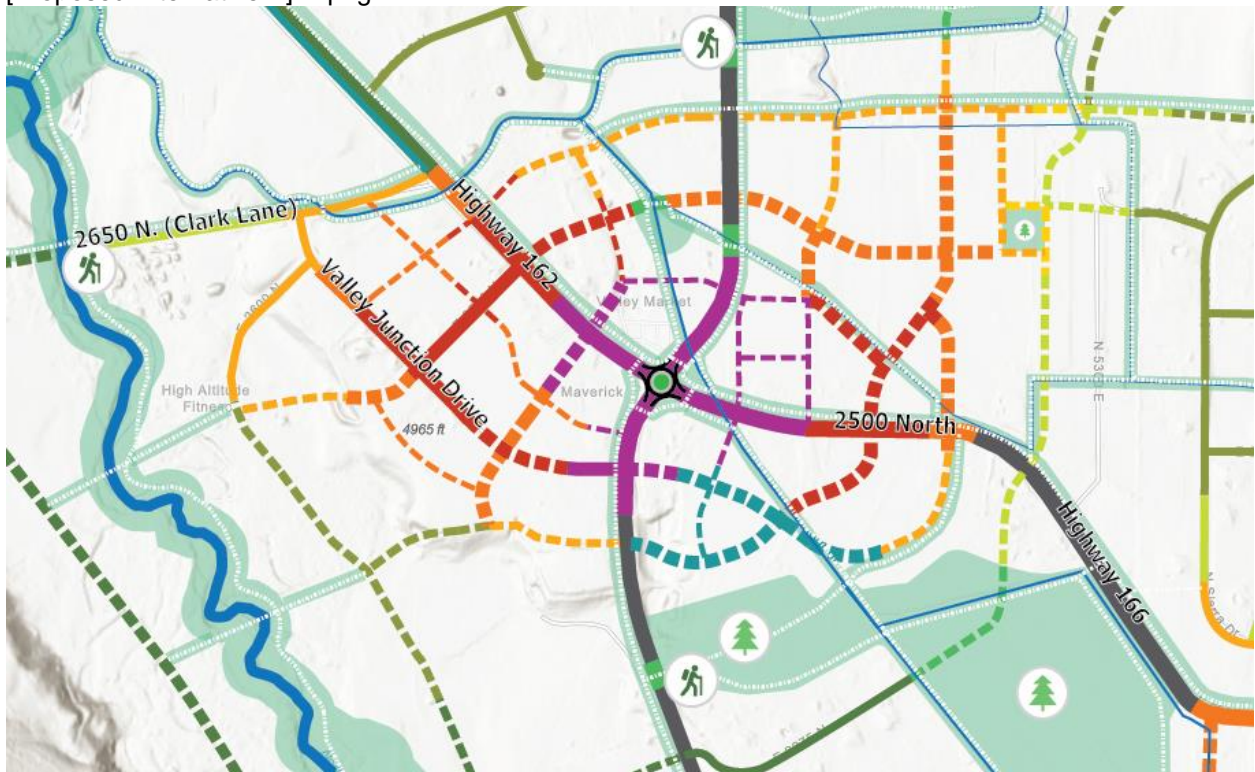 Highway 162
2650 N. (Clark Lane)
Valley Junction Drive
Valley Market
N 5300 E
High Altitude
Fitness
Maverick
4965 ft
2500 North
Highway 166